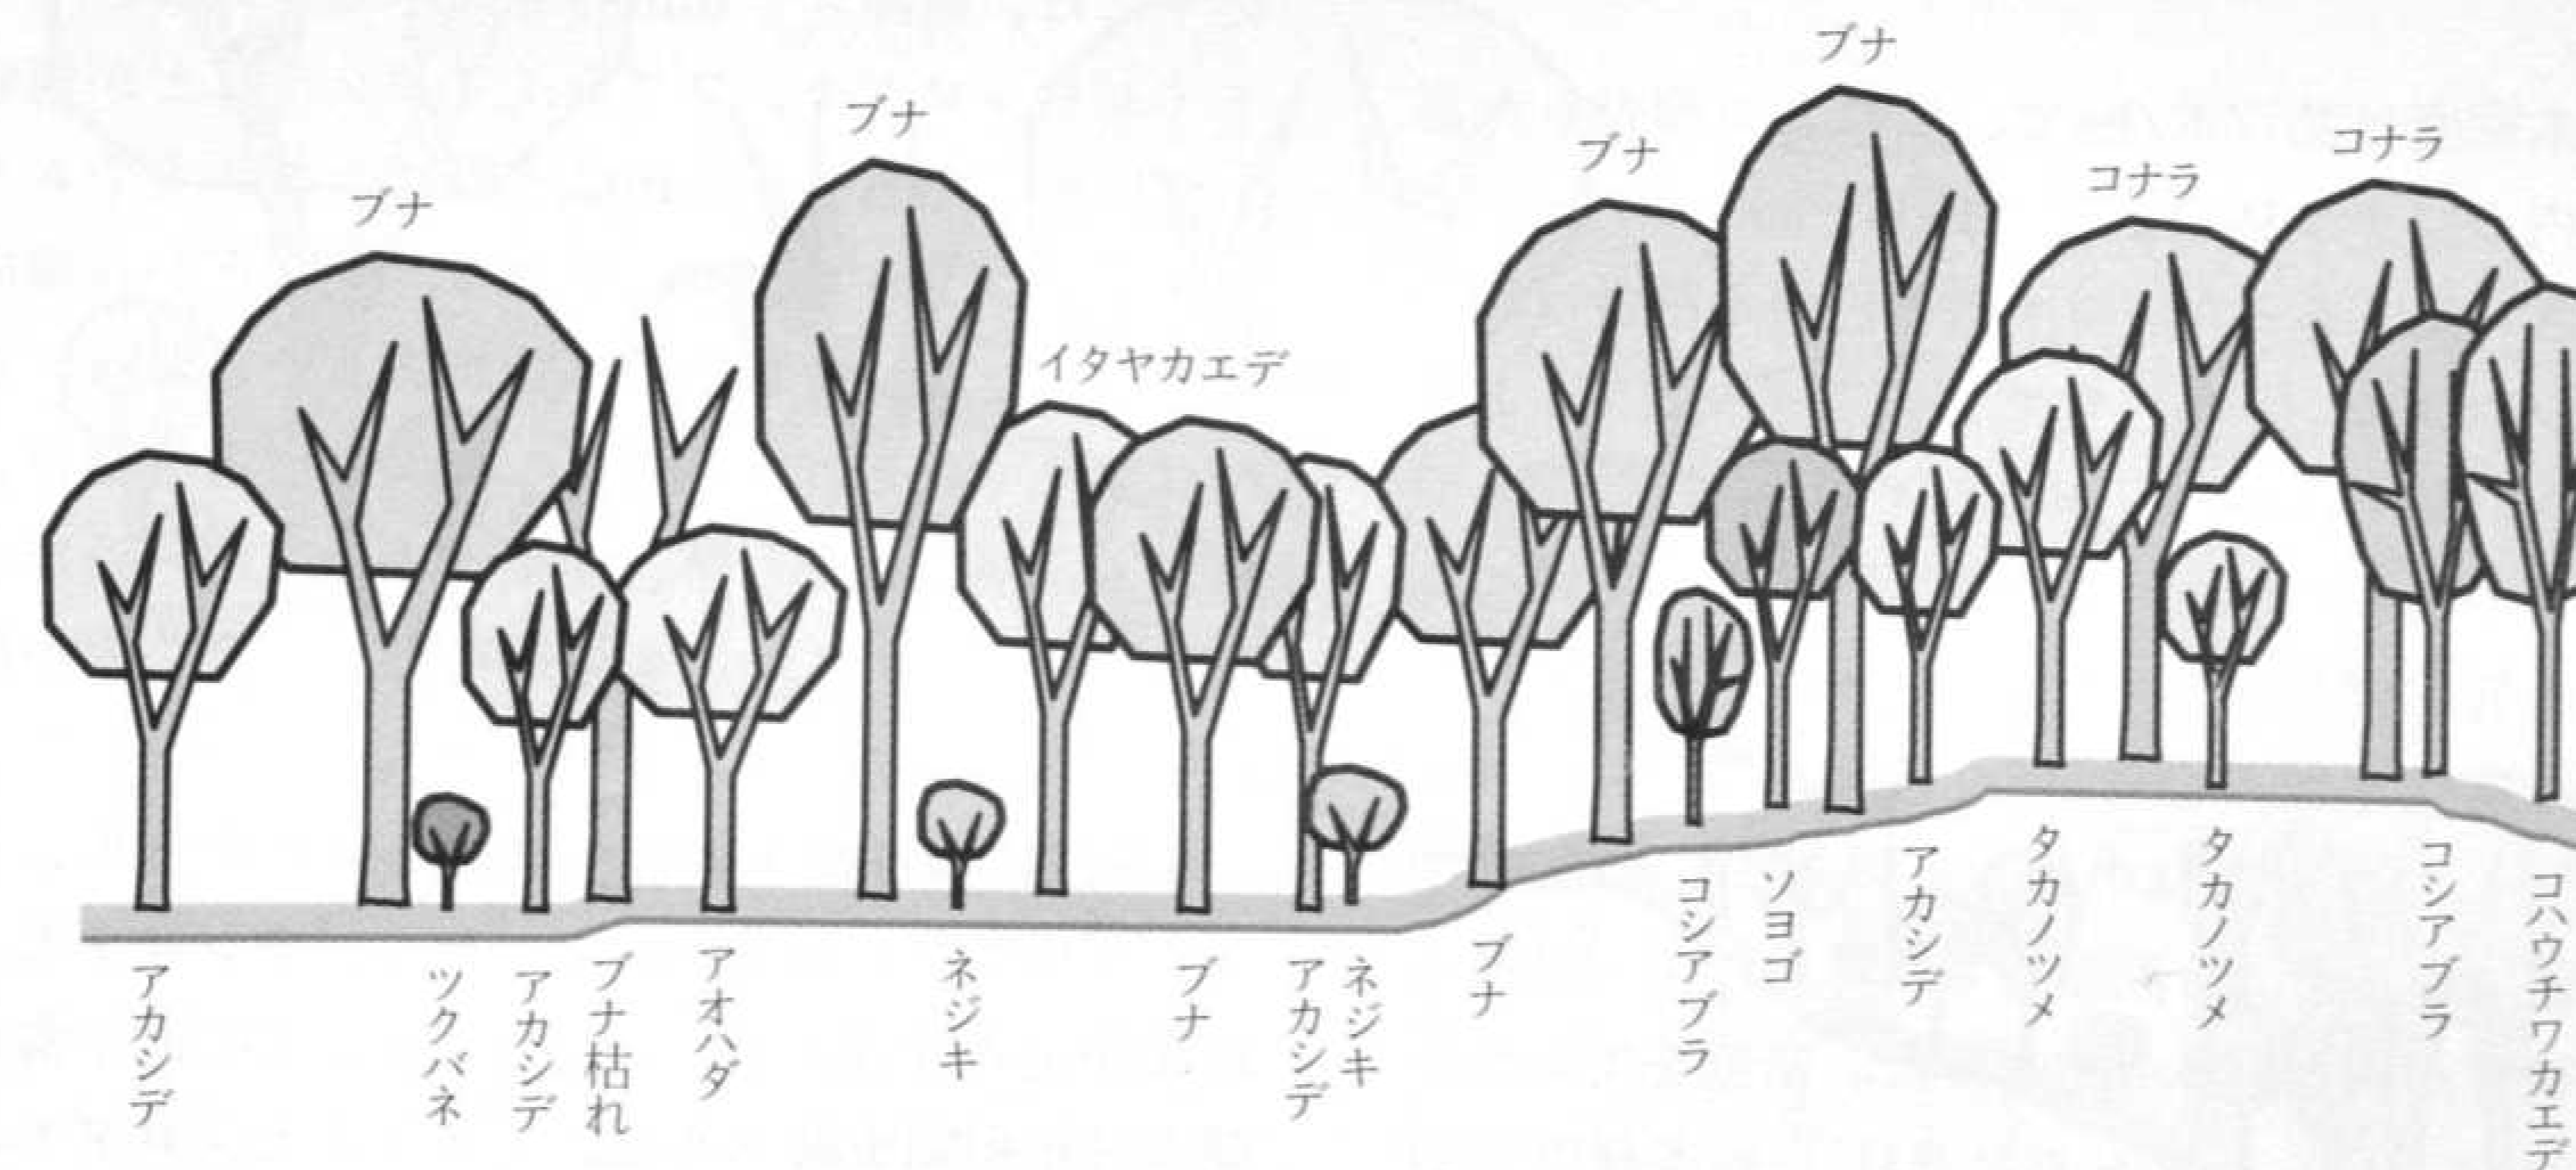 ブナ
ブナ
イタヤカエデ
ブナ
ブナ
コナラ
コナラ
アカシデ
ツクバネ
アカシデ
ブナ枯れ
アオハダ
ネジキ
ブナ
アカシデ
ネジキ
ブナ
コシアブラ
ソヨゴ
アカシデ
タカノツメ
タカノツメ
コシアブラ
コハウチワカエデ